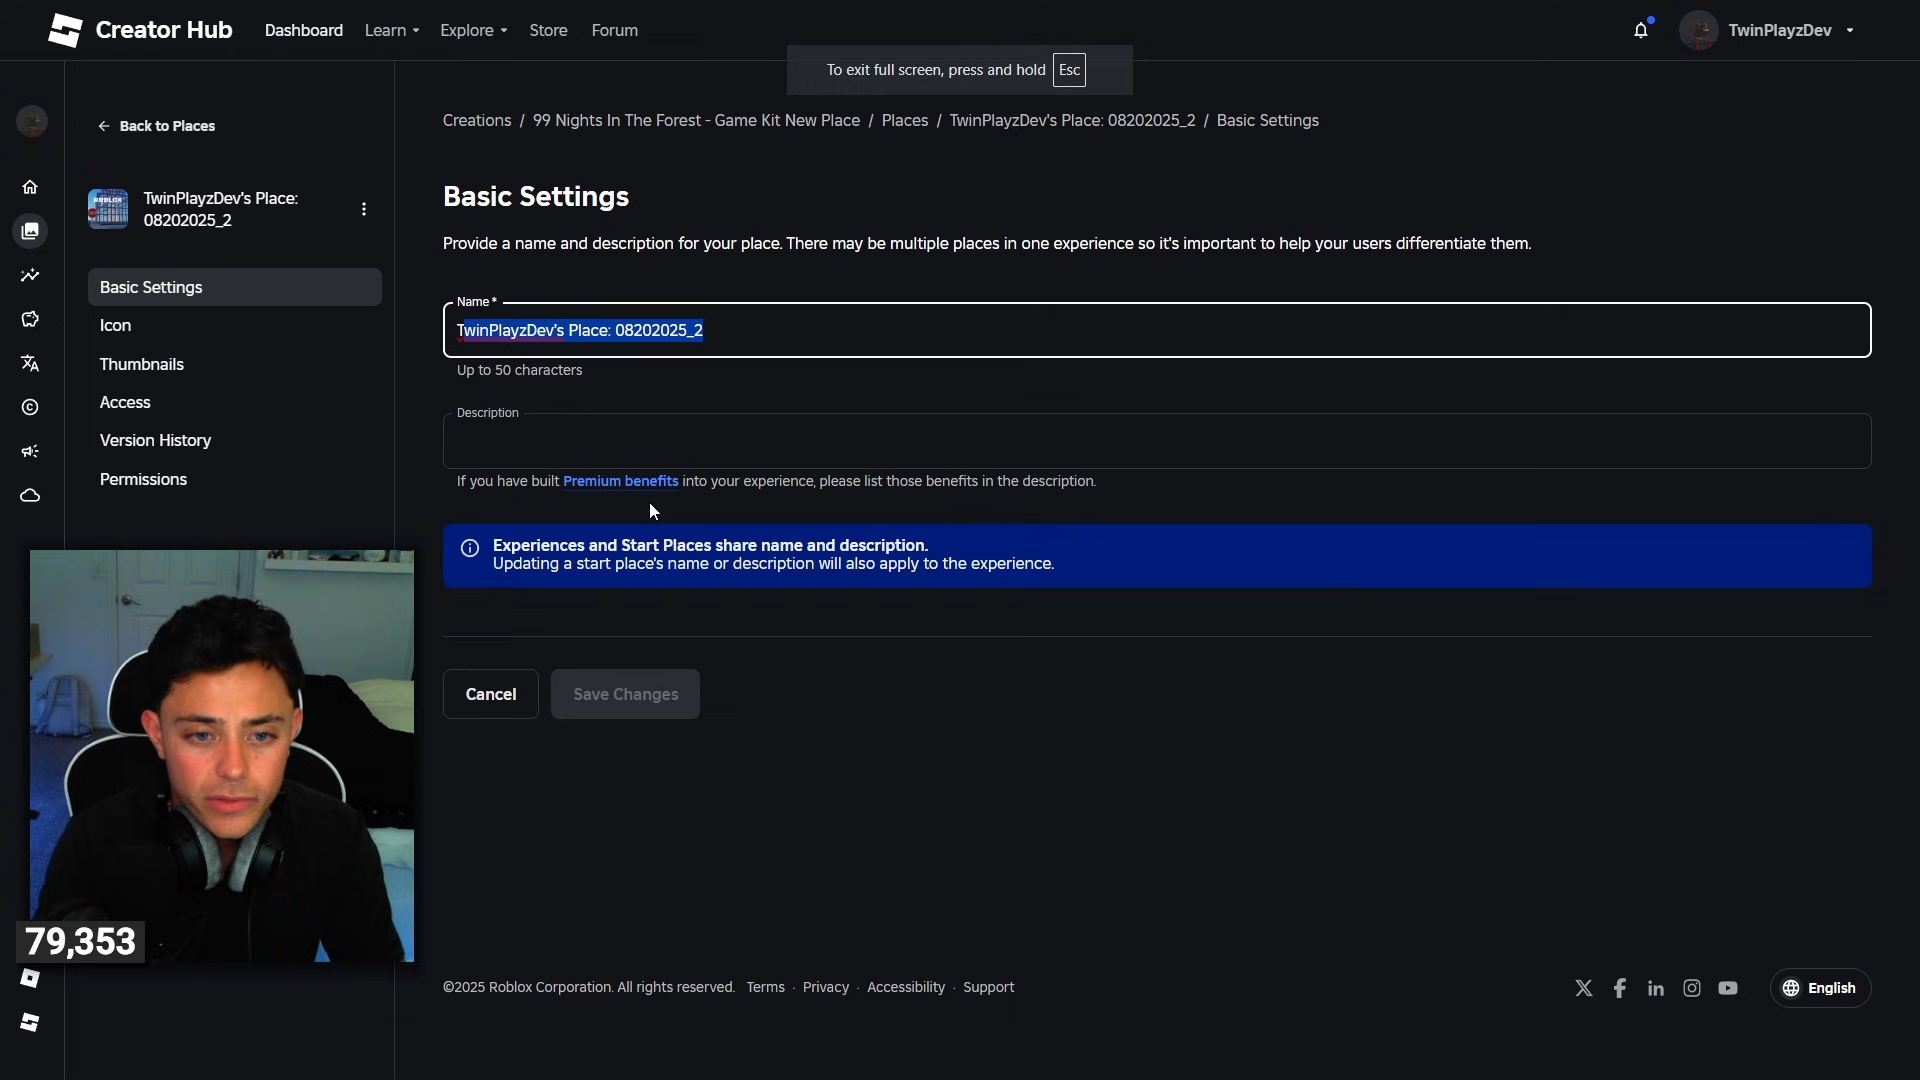 Creator Hub
Dashboard
Learn
Explore
Store
Forum
TwinPlayzDev
To exit full screen, press and hold Esc
Back to Places
TwinPlayzDev's Place:
08202025_2
Basic Settings
Icon
Thumbnails
Access
Version History
Permissions
Creations / 99 Nights In The Forest - Game Kit New Place / Places / TwinPlayzDev's Place: 08202025_2 / Basic Settings
Basic Settings
Provide a name and description for your place. There may be multiple places in one experience so it's important to help your users differentiate them.
Name *
TwinPlayzDev's Place: 08202025_2
Up to 50 characters
Description
If you have built Premium benefits into your experience, please list those benefits in the description.
Experiences and Start Places share name and description.
Updating a start place's name or description will also apply to the experience.
Cancel
Save Changes
79,353
©2025 Roblox Corporation. All rights reserved. Terms · Privacy · Accessibility · Support
English